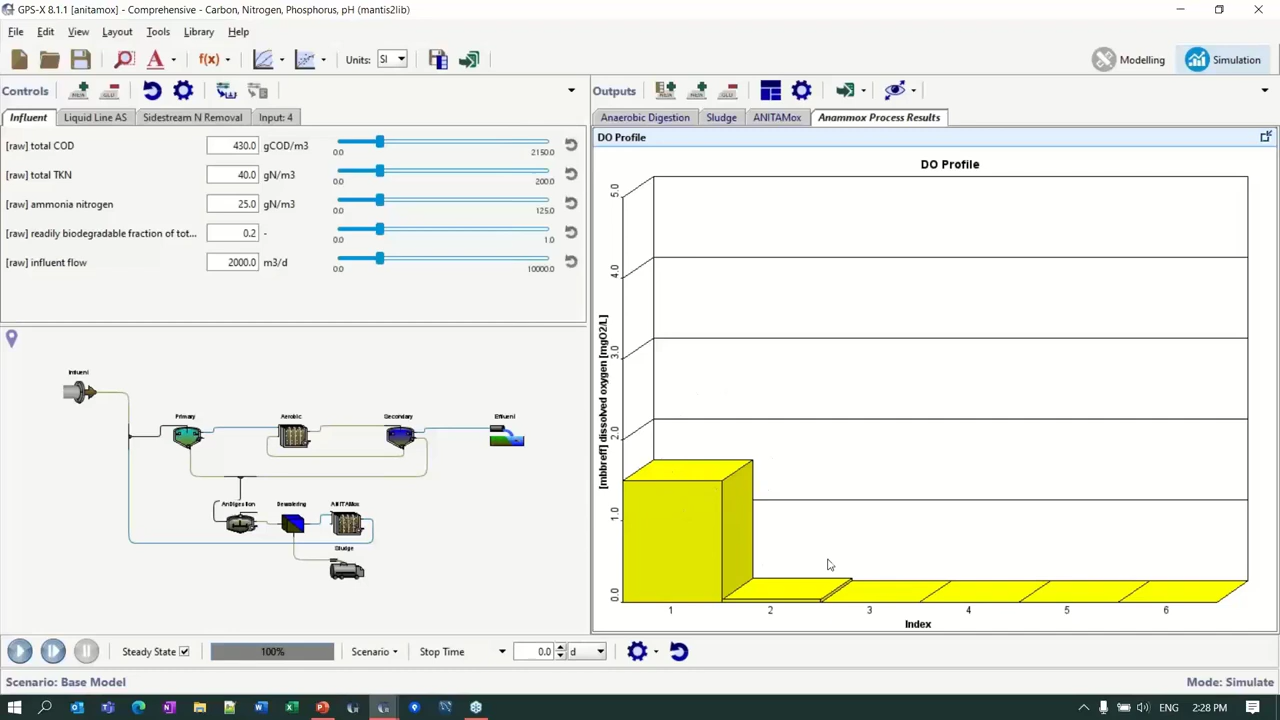 GPS-X 8.1.1 [anitamox] - Comprehensive - Carbon, Nitrogen, Phosphorus, pH (mantis2lib)
File Edit View Layout Tools Library Help
f(x) Units: SI Modelling Simulation
Controls
Influent Liquid Line AS Sidestream N Removal Input: 4
[raw] total COD 430.0 gCOD/m3 0.0 2150.0
[raw] total TKN 40.0 gN/m3 0.0 200.0
[raw] ammonia nitrogen 25.0 gN/m3 0.0 125.0
[raw] readily biodegradable fraction of tot... 0.2 - 0.0 1.0
[raw] influent flow 2000.0 m3/d 0.0 10000.0
Influent
Primary
Aerobic
Secondary
Effluent
AnDigestion
Dewatering
ANITAMox
Sludge
Outputs
Anaerobic Digestion Sludge ANITAMox Anammox Process Results
DO Profile
DO Profile
[mbbreff] dissolved oxygen [mgO2/L]
5.0
4.0
3.0
2.0
1.0
0.0
1 2 3 4 5 6
Index
Steady State 100% Scenario Stop Time 0.0 d
Scenario: Base Model Mode: Simulate
ENG 2:28 PM